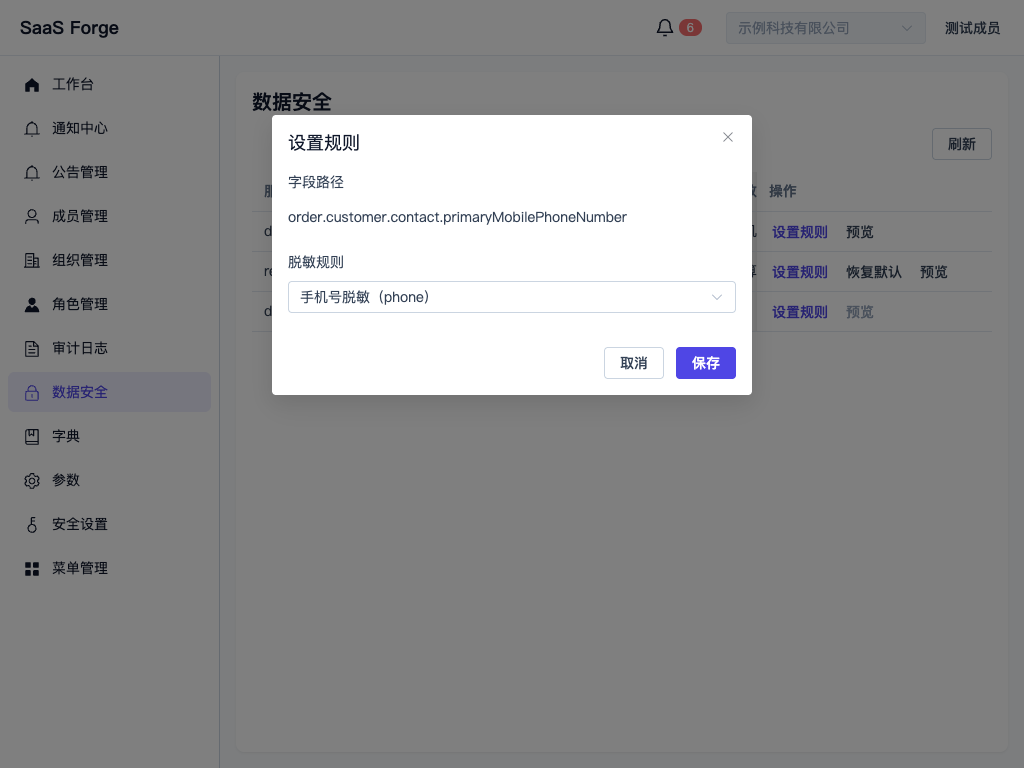 SaaS Forge
6
示例科技有限公司
测试成员
工作台
通知中心
公告管理
成员管理
组织管理
角色管理
审计日志
数据安全
字典
参数
安全设置
菜单管理
数据安全
刷新
操作
设置规则 预览
设置规则 恢复默认 预览
设置规则 预览
设置规则
字段路径
order.customer.contact.primaryMobilePhoneNumber
脱敏规则
手机号脱敏（phone）
取消
保存